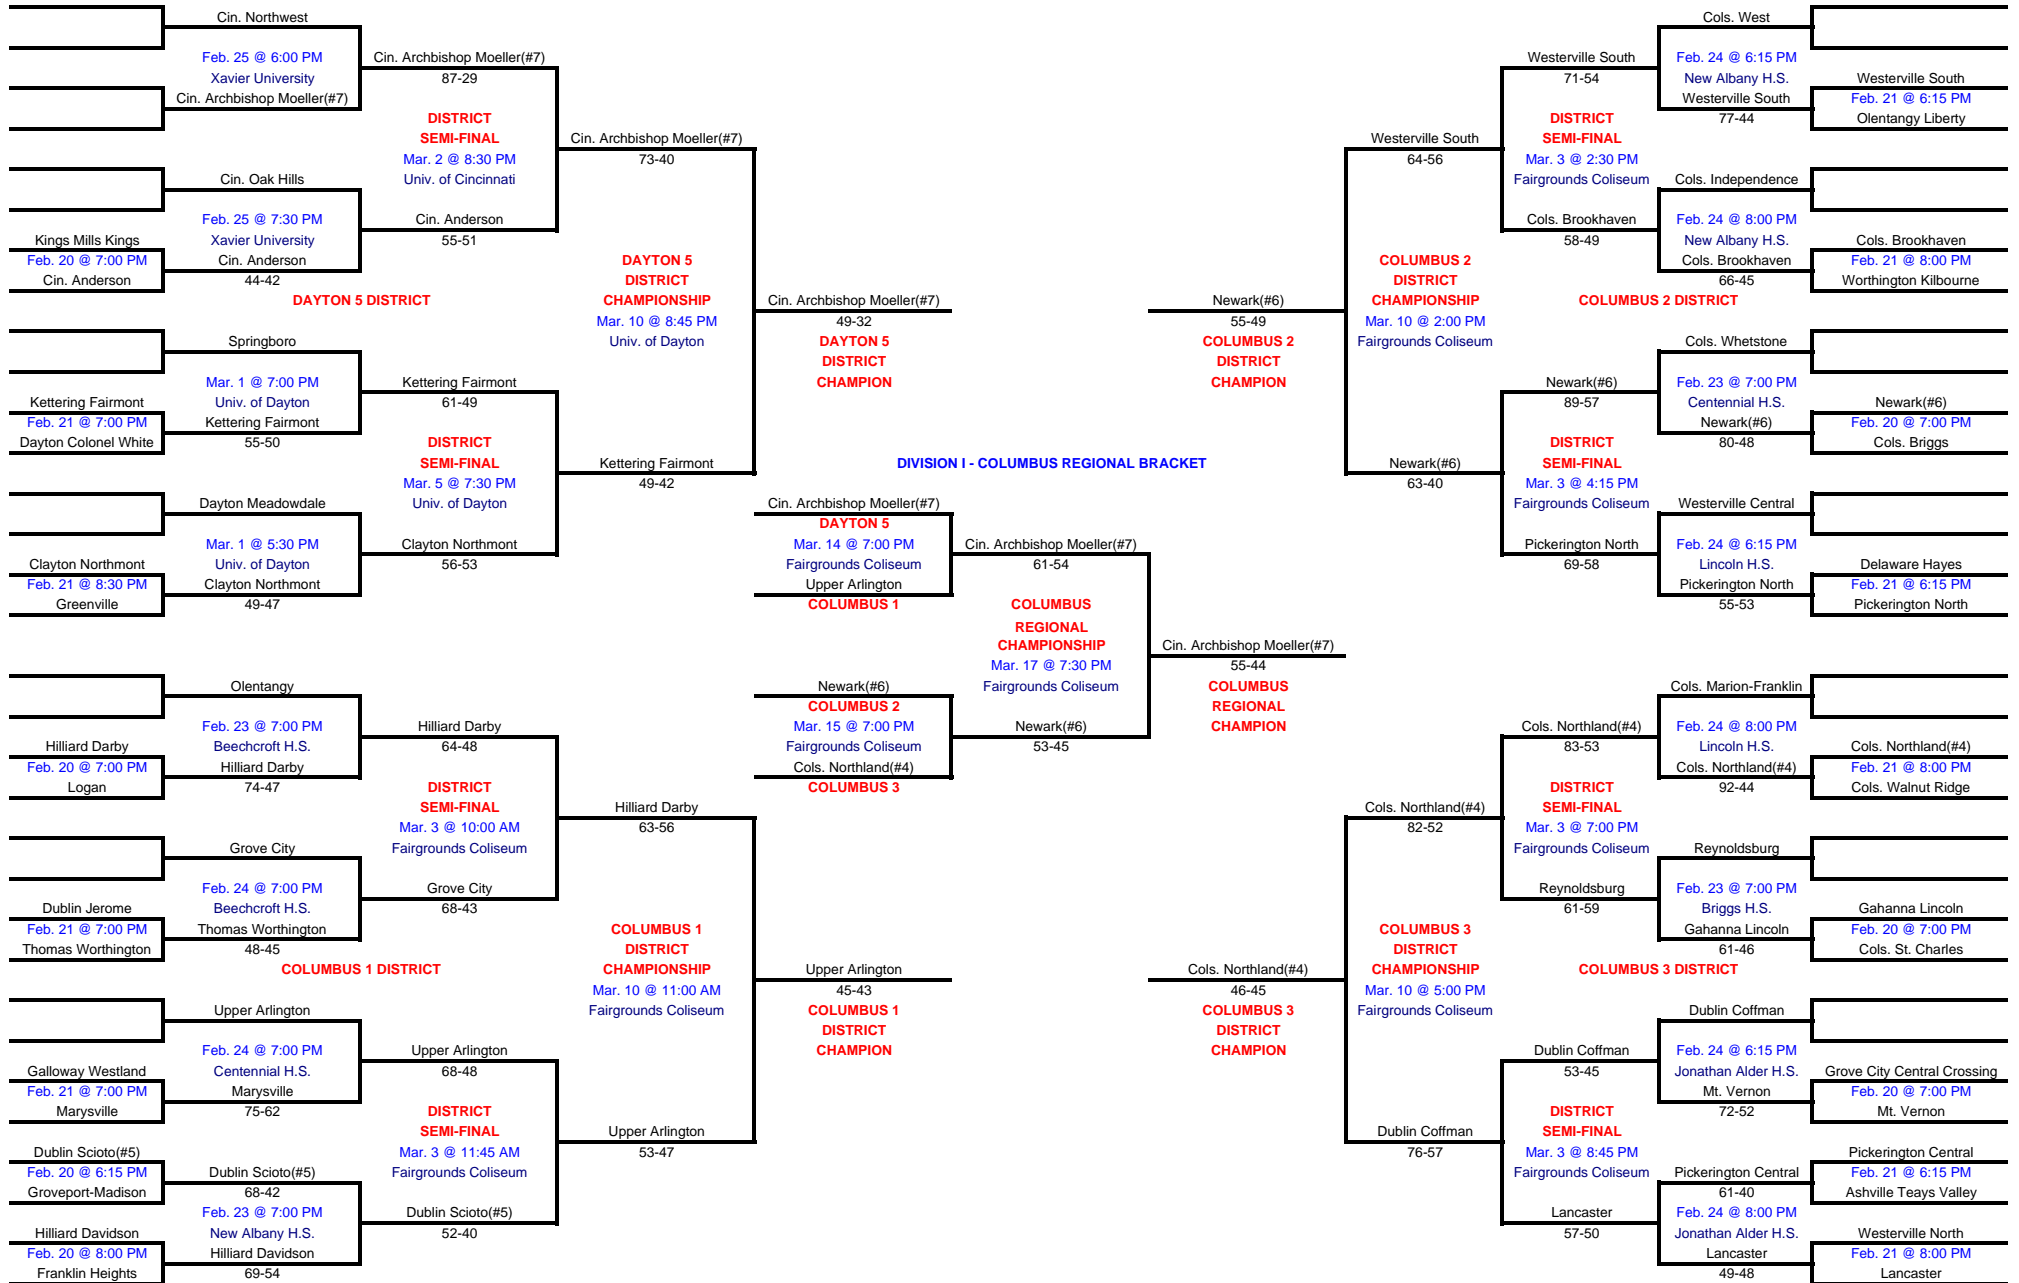 Cin. Northwest
Feb. 25 @ 6:00 PM
Xavier University
Cin. Archbishop Moeller(#7)
Cin. Archbishop Moeller(#7)
87-29
DISTRICT
SEMI-FINAL
Mar. 2 @ 8:30 PM
Univ. of Cincinnati
Cin. Oak Hills
Feb. 25 @ 7:30 PM
Xavier University
Kings Mills Kings
Feb. 20 @ 7:00 PM
Cin. Anderson
Cin. Anderson
44-42
Cin. Anderson
55-51
Cin. Archbishop Moeller(#7)
73-40
DAYTON 5 DISTRICT
DAYTON 5
DISTRICT
CHAMPIONSHIP
Mar. 10 @ 8:45 PM
Univ. of Dayton
Cin. Archbishop Moeller(#7)
49-32
DAYTON 5
DISTRICT
CHAMPION
Springboro
Mar. 1 @ 7:00 PM
Univ. of Dayton
Kettering Fairmont
Feb. 21 @ 7:00 PM
Dayton Colonel White
Kettering Fairmont
55-50
Kettering Fairmont
61-49
DISTRICT
SEMI-FINAL
Mar. 5 @ 7:30 PM
Univ. of Dayton
Kettering Fairmont
49-42
Dayton Meadowdale
Mar. 1 @ 5:30 PM
Univ. of Dayton
Clayton Northmont
Feb. 21 @ 8:30 PM
Greenville
Clayton Northmont
49-47
Clayton Northmont
56-53
Cols. West
Feb. 24 @ 6:15 PM
New Albany H.S.
Westerville South
77-44
Westerville South
Feb. 21 @ 6:15 PM
Olentangy Liberty
Westerville South
71-54
DISTRICT
SEMI-FINAL
Mar. 3 @ 2:30 PM
Fairgrounds Coliseum
Westerville South
64-56
Cols. Independence
Feb. 24 @ 8:00 PM
New Albany H.S.
Cols. Brookhaven
66-45
Cols. Brookhaven
Feb. 21 @ 8:00 PM
Worthington Kilbourne
Cols. Brookhaven
58-49
COLUMBUS 2 DISTRICT
COLUMBUS 2
DISTRICT
CHAMPIONSHIP
Mar. 10 @ 2:00 PM
Fairgrounds Coliseum
Newark(#6)
55-49
COLUMBUS 2
DISTRICT
CHAMPION
Cols. Whetstone
Feb. 23 @ 7:00 PM
Centennial H.S.
Newark(#6)
80-48
Newark(#6)
Feb. 20 @ 7:00 PM
Cols. Briggs
Newark(#6)
89-57
DISTRICT
SEMI-FINAL
Mar. 3 @ 4:15 PM
Fairgrounds Coliseum
Newark(#6)
63-40
Westerville Central
Feb. 24 @ 6:15 PM
Lincoln H.S.
Pickerington North
55-53
Delaware Hayes
Feb. 21 @ 6:15 PM
Pickerington North
Pickerington North
69-58
DIVISION I - COLUMBUS REGIONAL BRACKET
Cin. Archbishop Moeller(#7)
DAYTON 5
Mar. 14 @ 7:00 PM
Fairgrounds Coliseum
Upper Arlington
COLUMBUS 1
Cin. Archbishop Moeller(#7)
61-54
COLUMBUS
REGIONAL
CHAMPIONSHIP
Mar. 17 @ 7:30 PM
Fairgrounds Coliseum
Cin. Archbishop Moeller(#7)
55-44
COLUMBUS
REGIONAL
CHAMPION
Newark(#6)
COLUMBUS 2
Mar. 15 @ 7:00 PM
Fairgrounds Coliseum
Cols. Northland(#4)
COLUMBUS 3
Newark(#6)
53-45
Olentangy
Feb. 23 @ 7:00 PM
Beechcroft H.S.
Hilliard Darby
Feb. 20 @ 7:00 PM
Logan
Hilliard Darby
74-47
Hilliard Darby
64-48
DISTRICT
SEMI-FINAL
Mar. 3 @ 10:00 AM
Fairgrounds Coliseum
Hilliard Darby
63-56
Grove City
Feb. 24 @ 7:00 PM
Beechcroft H.S.
Dublin Jerome
Feb. 21 @ 7:00 PM
Thomas Worthington
Thomas Worthington
48-45
Grove City
68-43
COLUMBUS 1 DISTRICT
COLUMBUS 1
DISTRICT
CHAMPIONSHIP
Mar. 10 @ 11:00 AM
Fairgrounds Coliseum
Upper Arlington
45-43
COLUMBUS 1
DISTRICT
CHAMPION
Upper Arlington
Feb. 24 @ 7:00 PM
Centennial H.S.
Galloway Westland
Feb. 21 @ 7:00 PM
Marysville
Marysville
75-62
Upper Arlington
68-48
DISTRICT
SEMI-FINAL
Mar. 3 @ 11:45 AM
Fairgrounds Coliseum
Upper Arlington
53-47
Dublin Scioto(#5)
Feb. 20 @ 6:15 PM
Groveport-Madison
Dublin Scioto(#5)
68-42
Feb. 23 @ 7:00 PM
New Albany H.S.
Hilliard Davidson
Feb. 20 @ 8:00 PM
Franklin Heights
Hilliard Davidson
69-54
Dublin Scioto(#5)
52-40
Cols. Marion-Franklin
Feb. 24 @ 8:00 PM
Lincoln H.S.
Cols. Northland(#4)
92-44
Cols. Northland(#4)
Feb. 21 @ 8:00 PM
Cols. Walnut Ridge
Cols. Northland(#4)
83-53
DISTRICT
SEMI-FINAL
Mar. 3 @ 7:00 PM
Fairgrounds Coliseum
Cols. Northland(#4)
82-52
Reynoldsburg
Feb. 23 @ 7:00 PM
Briggs H.S.
Gahanna Lincoln
61-46
Gahanna Lincoln
Feb. 20 @ 7:00 PM
Cols. St. Charles
Reynoldsburg
61-59
COLUMBUS 3 DISTRICT
COLUMBUS 3
DISTRICT
CHAMPIONSHIP
Mar. 10 @ 5:00 PM
Fairgrounds Coliseum
Cols. Northland(#4)
46-45
COLUMBUS 3
DISTRICT
CHAMPION
Dublin Coffman
Feb. 24 @ 6:15 PM
Jonathan Alder H.S.
Mt. Vernon
72-52
Grove City Central Crossing
Feb. 20 @ 7:00 PM
Mt. Vernon
Dublin Coffman
53-45
DISTRICT
SEMI-FINAL
Mar. 3 @ 8:45 PM
Fairgrounds Coliseum
Dublin Coffman
76-57
Pickerington Central
Feb. 21 @ 6:15 PM
Ashville Teays Valley
Pickerington Central
61-40
Feb. 24 @ 8:00 PM
Jonathan Alder H.S.
Lancaster
49-48
Westerville North
Feb. 21 @ 8:00 PM
Lancaster
Lancaster
57-50